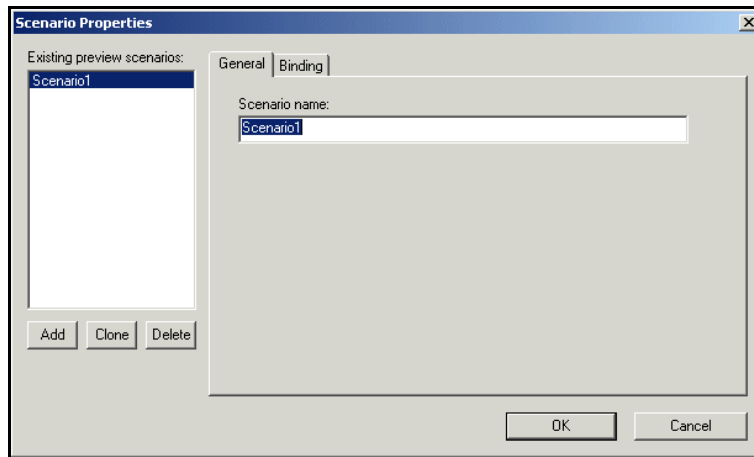 Scenario Properties
Existing preview scenarios:
Scenario1
Add Clone Delete
General Binding
Scenario name:
Scenario1
OK Cancel